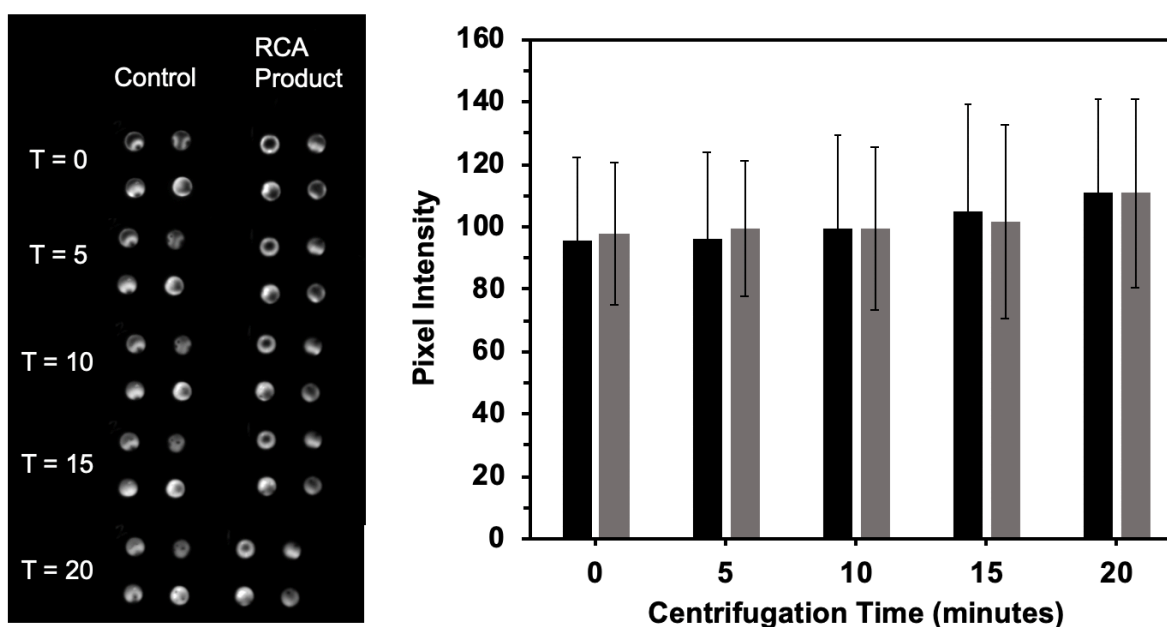 Control
RCA
Product
T = 0
T = 5
T = 10
T = 15
T = 20
Pixel Intensity
160
140
120
100
80
60
40
20
0
0 5 10 15 20
Centrifugation Time (minutes)